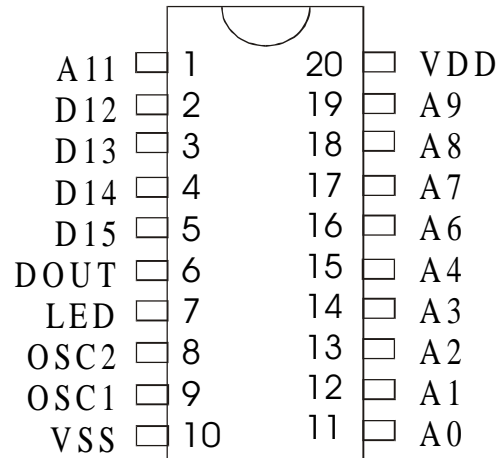 A11 1 20 VDD
D12 2 19 A9
D13 3 18 A8
D14 4 17 A7
D15 5 16 A6
DOUT 6 15 A4
LED 7 14 A3
OSC2 8 13 A2
OSC1 9 12 A1
VSS 10 11 A0